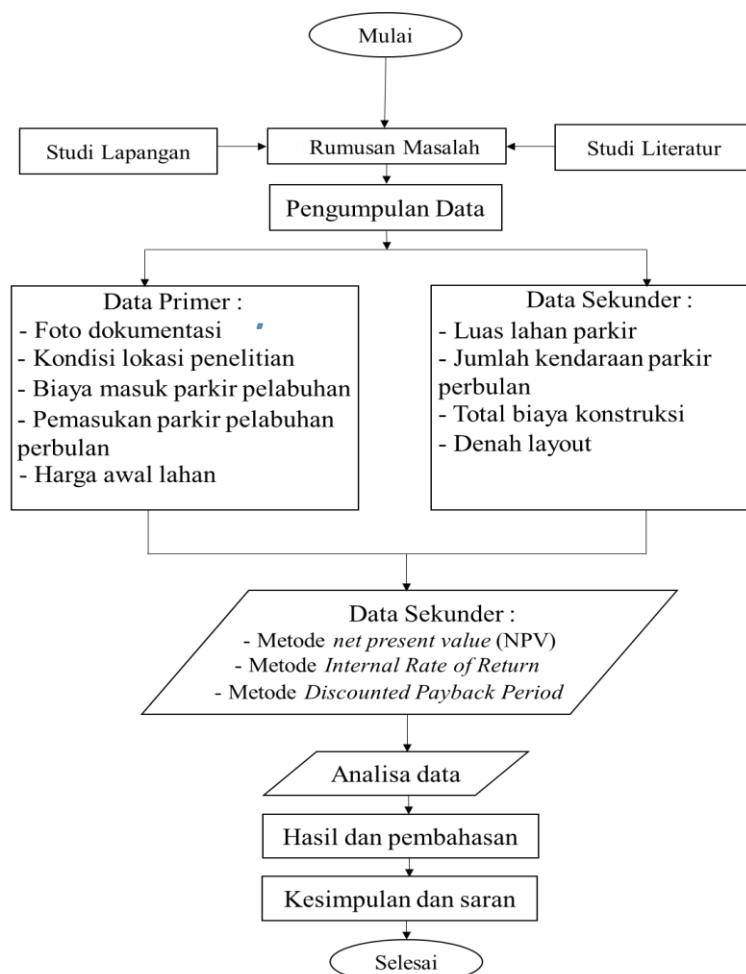 Mulai
Studi Lapangan
Rumusan Masalah
Studi Literatur
Pengumpulan Data
Data Primer :
- Foto dokumentasi
- Kondisi lokasi penelitian
- Biaya masuk parkir pelabuhan
- Pemasukan parkir pelabuhan
perbulan
- Harga awal lahan
Data Sekunder :
- Luas lahan parkir
- Jumlah kendaraan parkir
perbulan
- Total biaya konstruksi
- Denah layout
Data Sekunder :
- Metode net present value (NPV)
- Metode Internal Rate of Return
- Metode Discounted Payback Period
Analisa data
Hasil dan pembahasan
Kesimpulan dan saran
Selesai